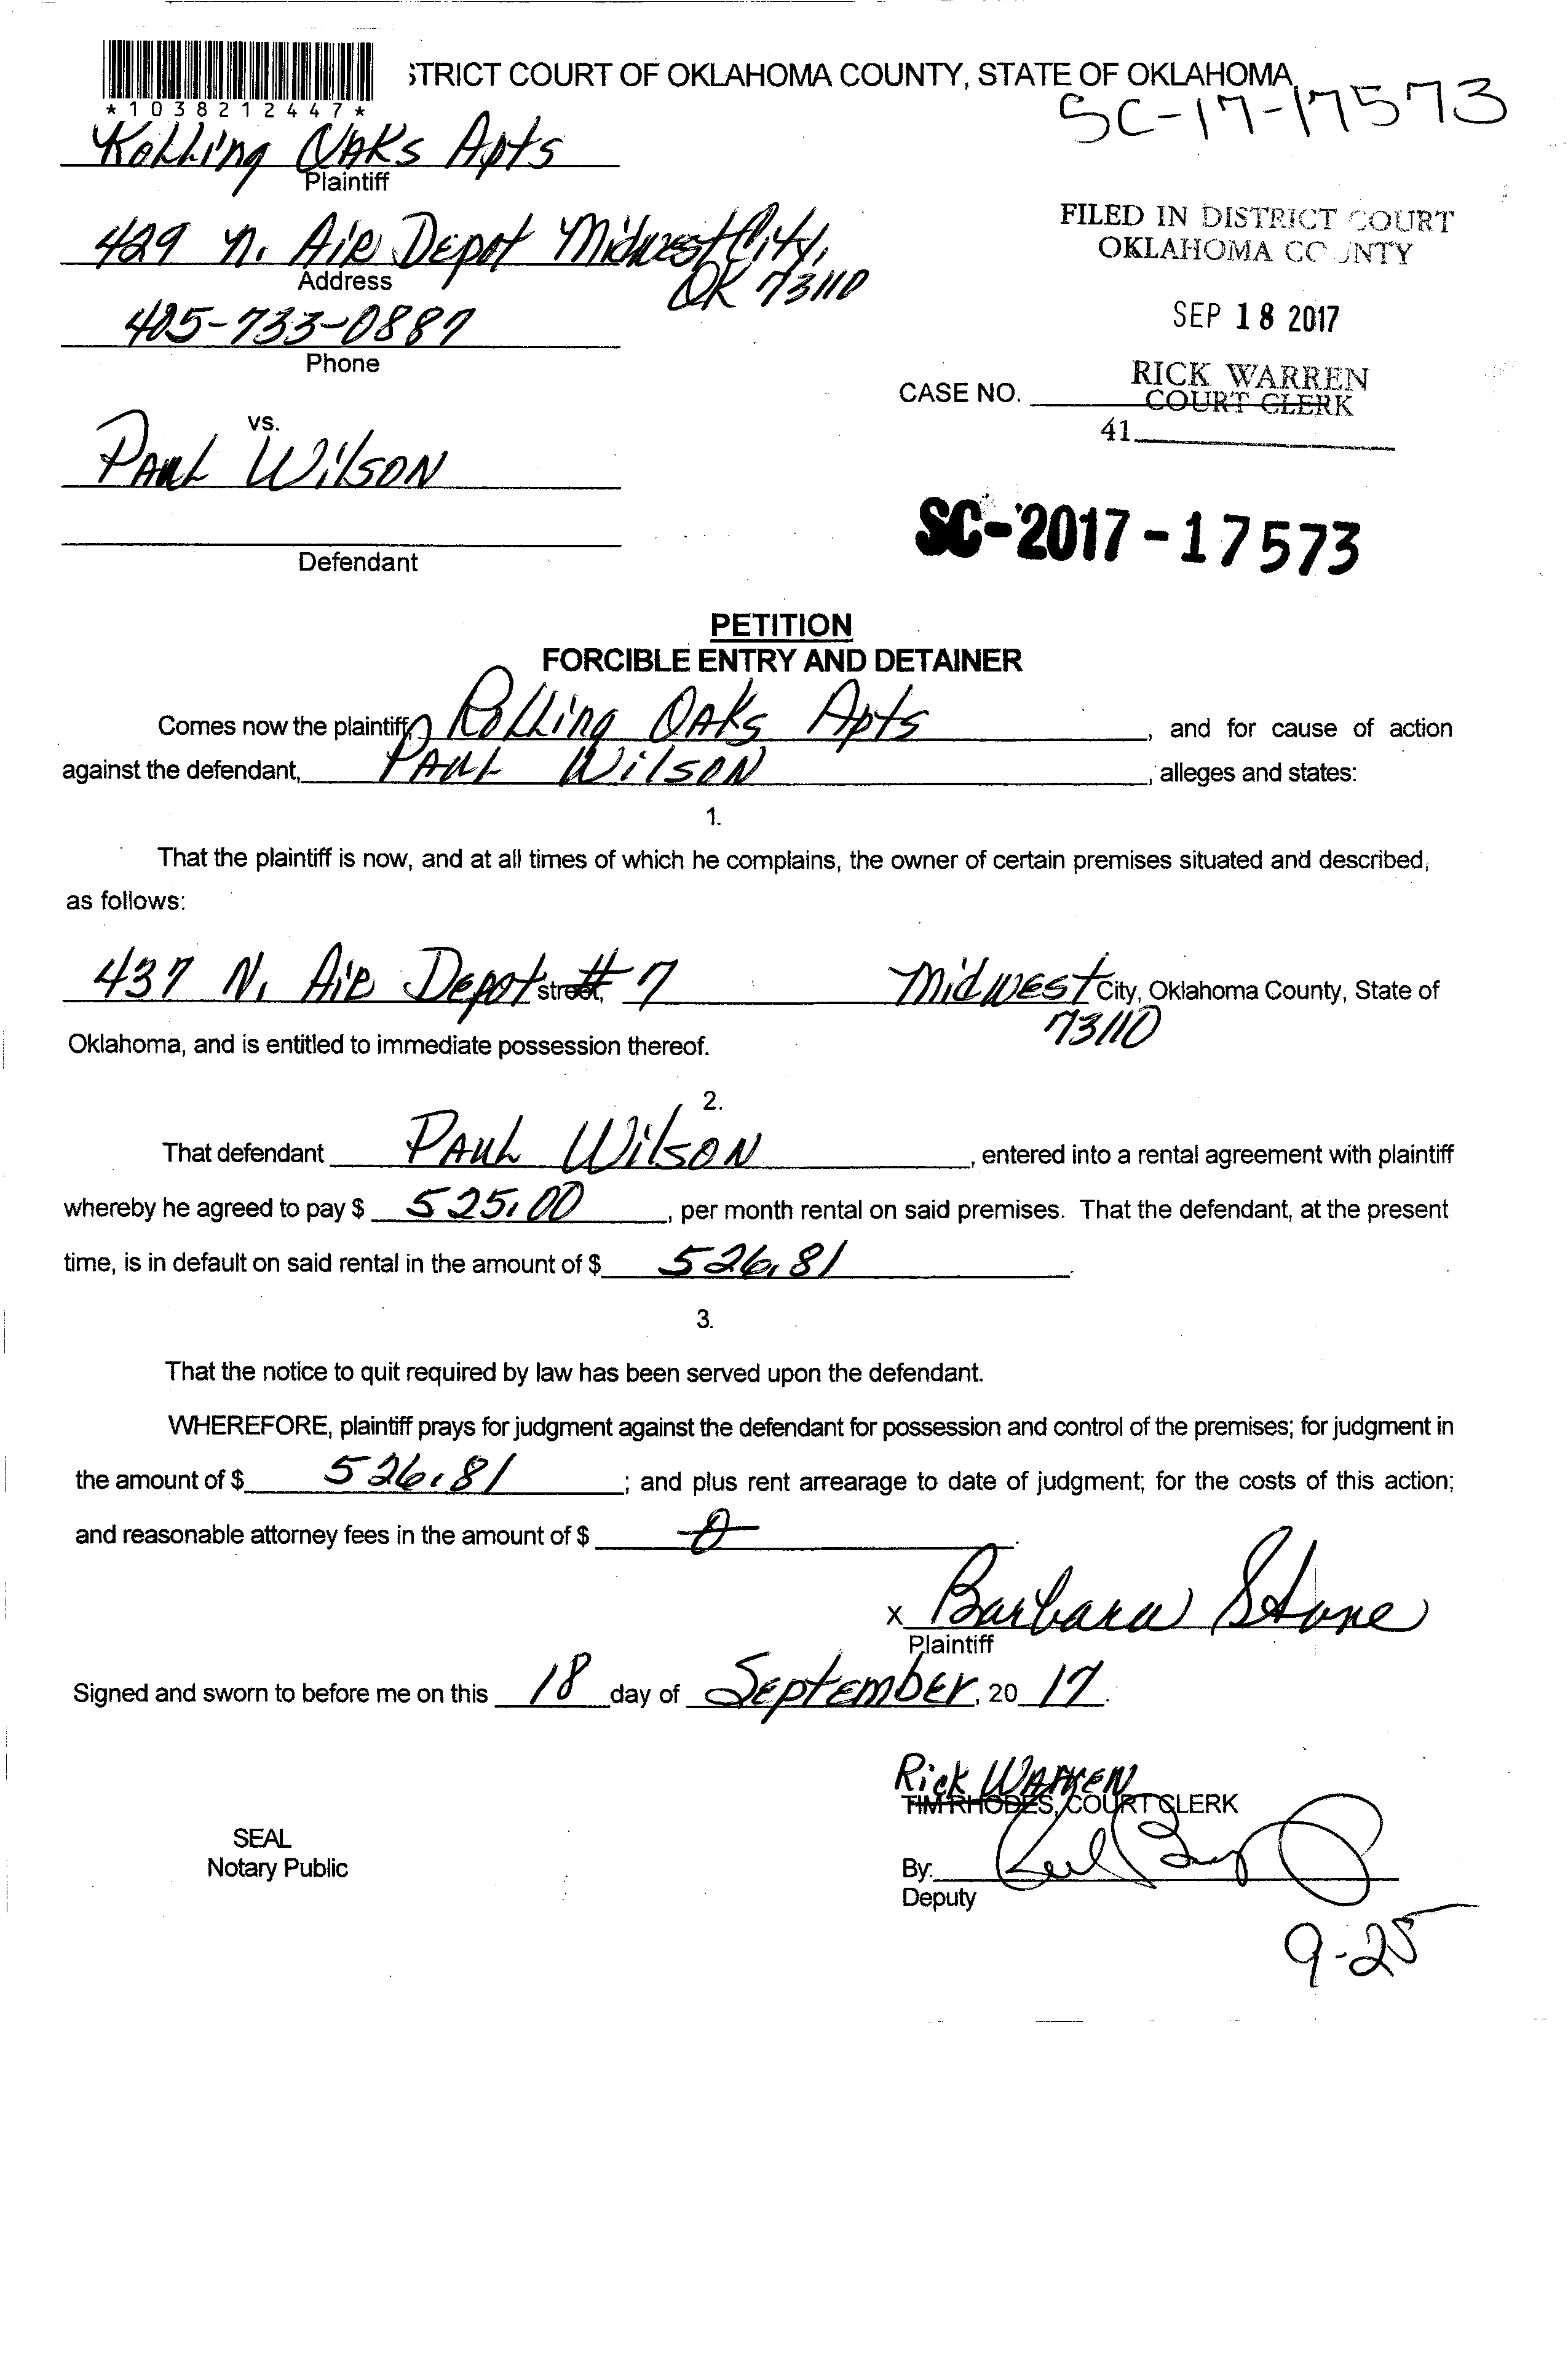 STRICT COURT OF OKLAHOMA COUNTY, STATE OF OKLAHOMA
*1038212447*
SC-17-17573
Rolling Oaks Apts
Plaintiff
429 N. Air Depot Midwest City,
OK 73110
Address
405-733-0887
Phone
FILED IN DISTRICT COURT
OKLAHOMA COUNTY
SEP 18 2017
RICK WARREN
COURT CLERK
41
CASE NO.
vs.
Paul Wilson
Defendant
SC-2017-17573
PETITION
FORCIBLE ENTRY AND DETAINER
Comes now the plaintiff, Rolling Oaks Apts, and for cause of action
against the defendant, Paul Wilson, alleges and states:
1.
That the plaintiff is now, and at all times of which he complains, the owner of certain premises situated and described,
as follows:
437 N. Air Depot street, # 7 Midwest City, Oklahoma County, State of
73110
Oklahoma, and is entitled to immediate possession thereof.
2.
That defendant Paul Wilson, entered into a rental agreement with plaintiff
whereby he agreed to pay $ 525.00, per month rental on said premises. That the defendant, at the present
time, is in default on said rental in the amount of $ 526.81.
3.
That the notice to quit required by law has been served upon the defendant.
WHEREFORE, plaintiff prays for judgment against the defendant for possession and control of the premises; for judgment in
the amount of $ 526.81; and plus rent arrearage to date of judgment; for the costs of this action;
and reasonable attorney fees in the amount of $ 0.
x Barbara Stone
Plaintiff
Signed and sworn to before me on this 18 day of September, 20 17.
Rick Warren
TIM RHODES, COURT CLERK
SEAL
Notary Public
By:
Deputy
9-25